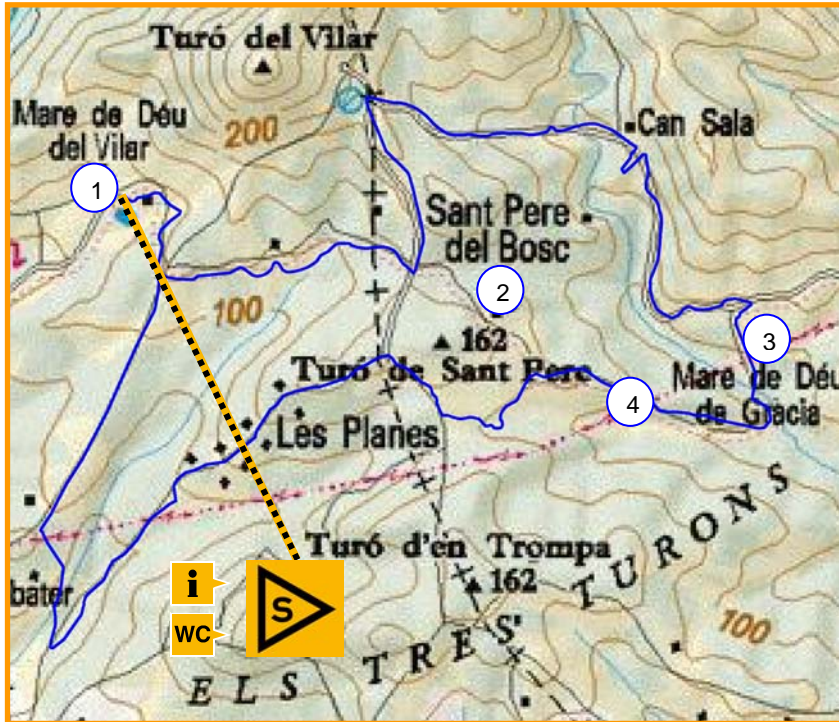 Turó del Vilar
Mare de Déu
del Vilar
200
Can Sala
1
Sant Pere
del Bosc
2
100
162
3
Turó de Sant Pere
Mare de Déu
de Gràcia
4
Les Planes
Turó d'en Trompa
162
i
S
WC
bater
100
ELS TRES TURONS